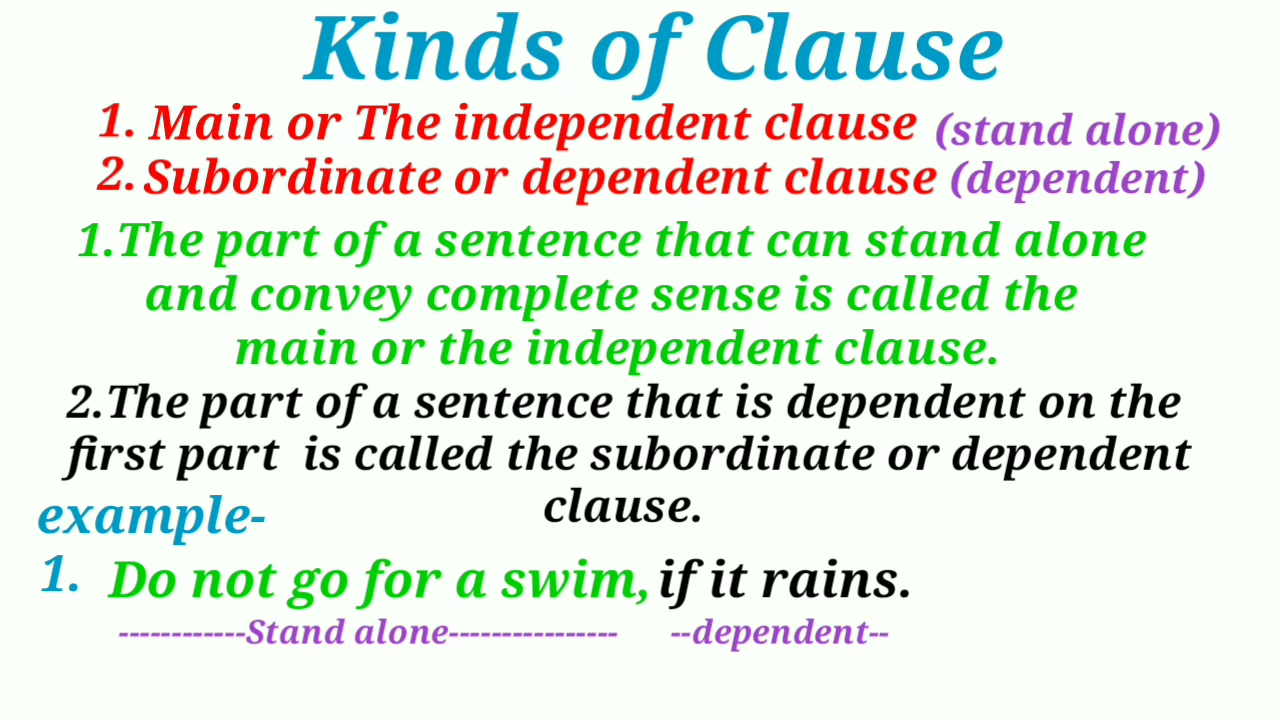 Kinds of Clause
1. Main or The independent clause (stand alone)
2. Subordinate or dependent clause (dependent)
1.The part of a sentence that can stand alone
and convey complete sense is called the
main or the independent clause.
2.The part of a sentence that is dependent on the
first part is called the subordinate or dependent
clause.
example-
1. Do not go for a swim, if it rains.
------------Stand alone---------------- --dependent--